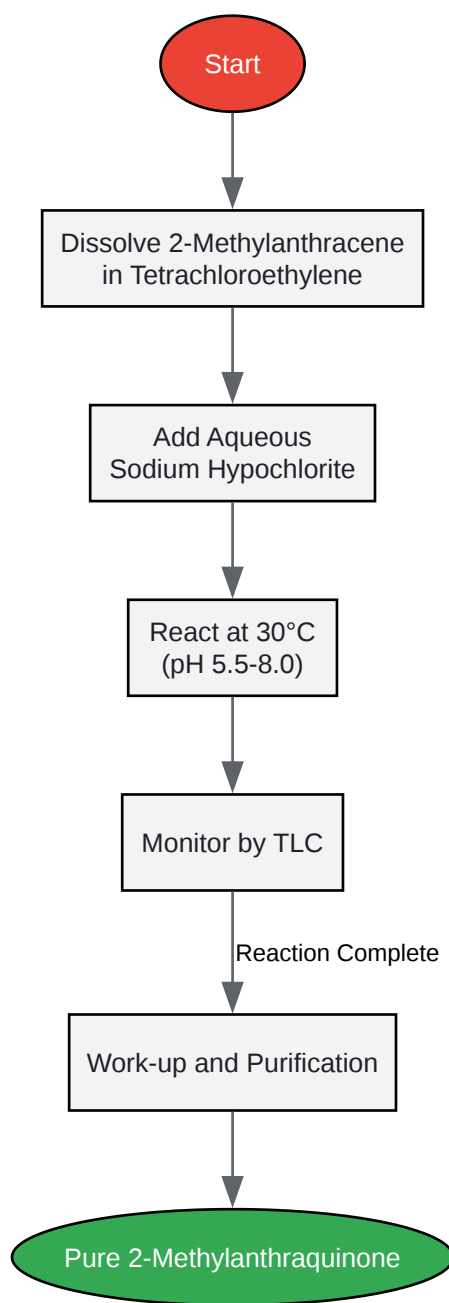 Start
Dissolve 2-Methylanthracene
in Tetrachloroethylene
Add Aqueous
Sodium Hypochlorite
React at 30°C
(pH 5.5-8.0)
Monitor by TLC
Reaction Complete
Work-up and Purification
Pure 2-Methylanthraquinone